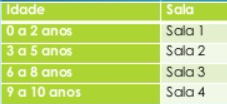 Idade Sala
0 a 2 anos Sala 1
3 a 5 anos Sala 2
6 a 8 anos Sala 3
9 a 10 anos Sala 4